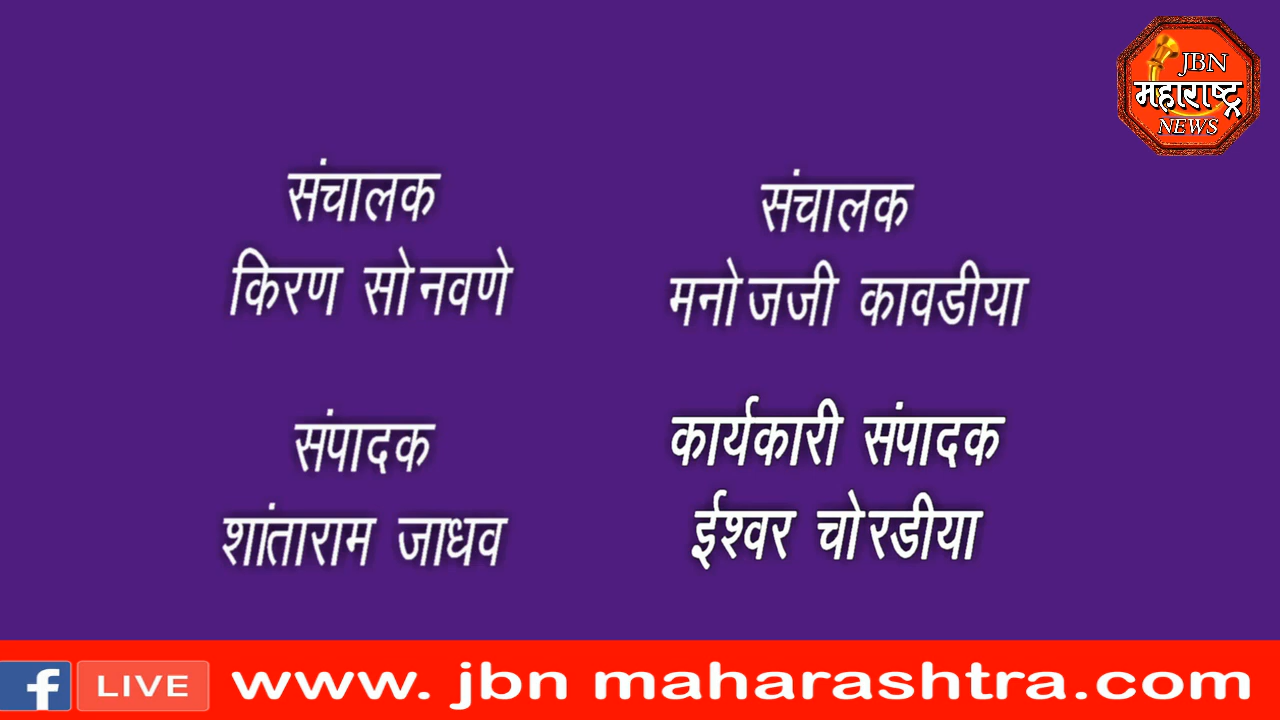 JBN
महाराष्ट्र
NEWS
संचालक
किरण सोनवणे
संचालक
मनोजजी कावडीया
संपादक
शांताराम जाधव
कार्यकारी संपादक
ईश्वर चोरडीया
f LIVE www. jbn maharashtra.com